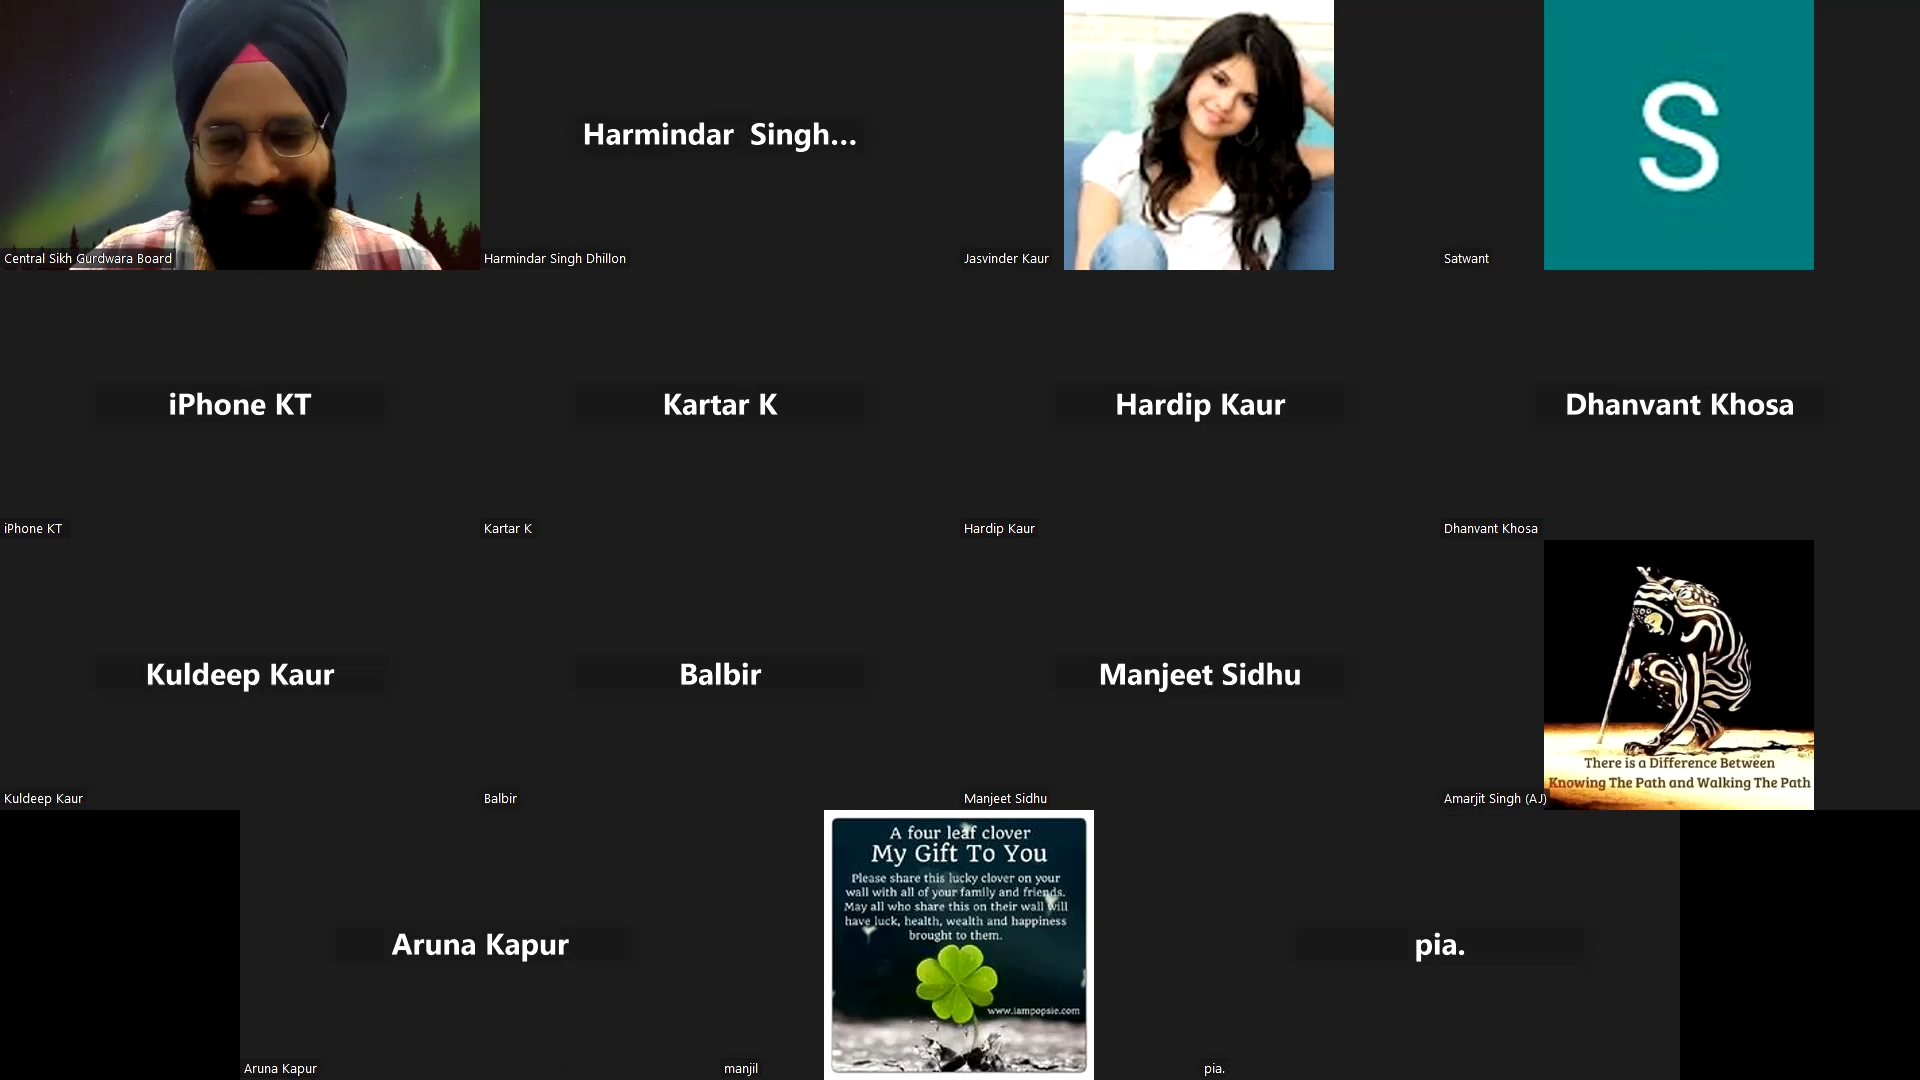 Central Sikh Gurdwara Board
Harmindar Singh...
Harmindar Singh Dhillon
Jasvinder Kaur
S
Satwant
iPhone KT
iPhone KT
Kartar K
Kartar K
Hardip Kaur
Hardip Kaur
Dhanvant Khosa
Dhanvant Khosa
Kuldeep Kaur
Kuldeep Kaur
Balbir
Balbir
Manjeet Sidhu
Manjeet Sidhu
There is a Difference Between
Knowing The Path and Walking The Path
Amarjit Singh (AJ)
Aruna Kapur
Aruna Kapur
A four leaf clover
My Gift To You
Please share this lucky clover on your
wall with all of your family and friends.
May all who share this on their wall will
have luck, health, wealth and happiness
brought to them.
www.iampopsie.com
manjil
pia.
pia.